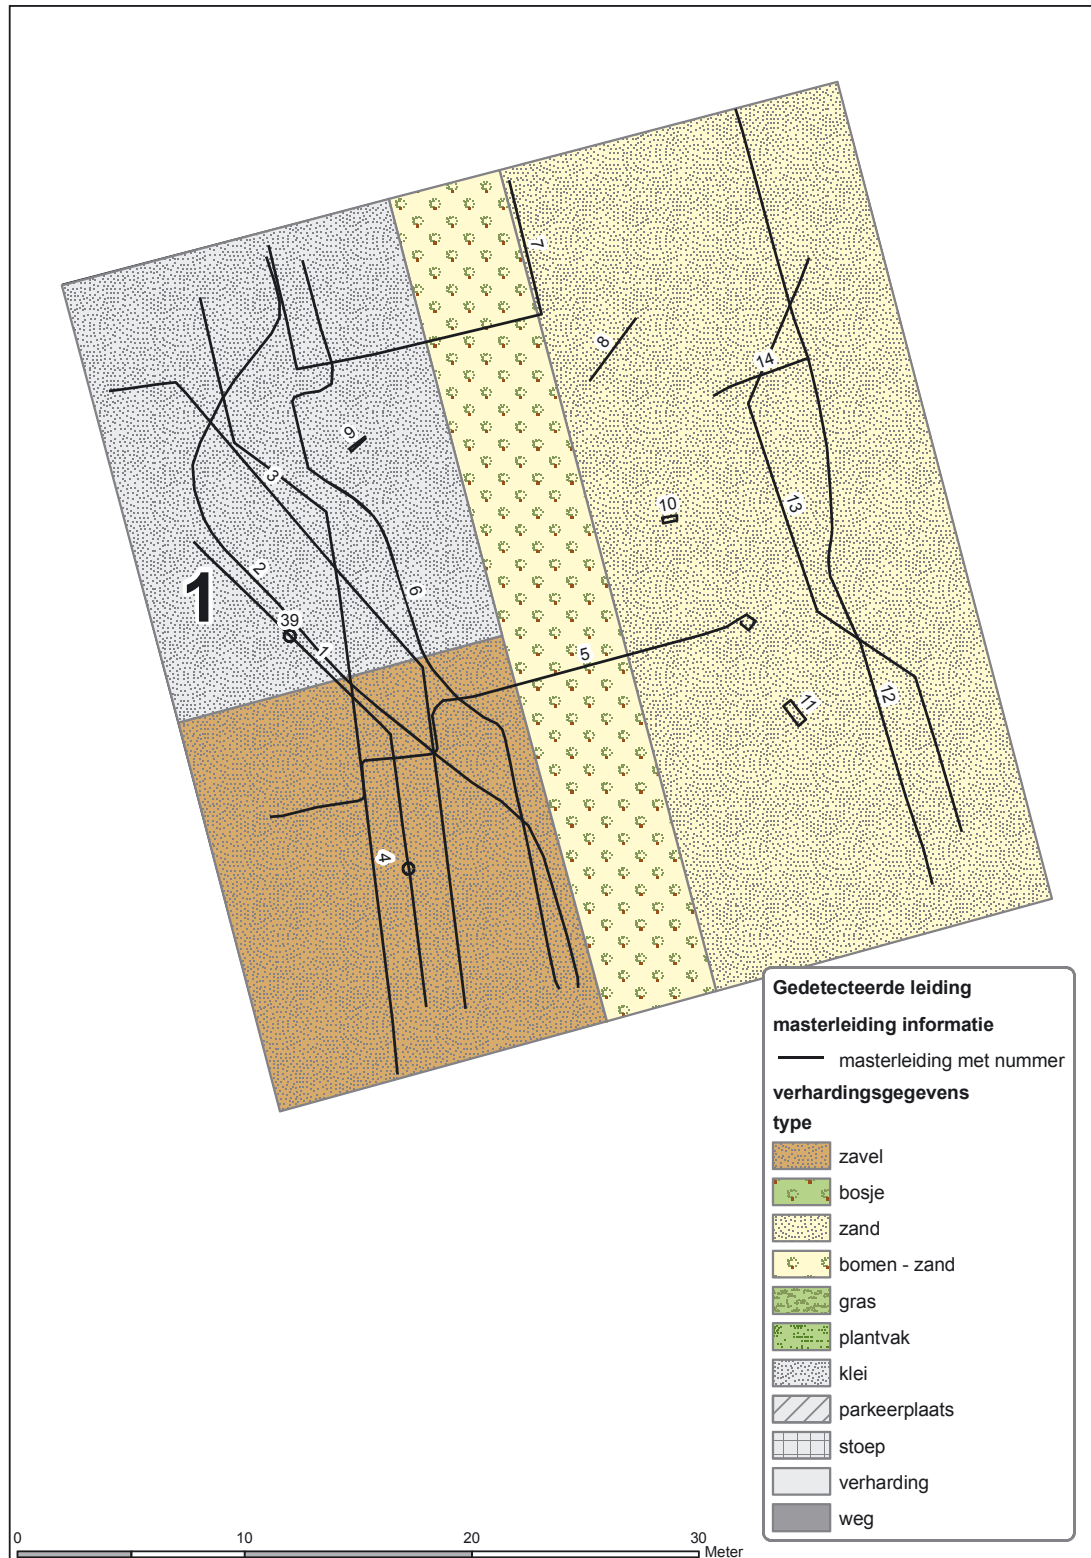 7
8
14
9
3
10
13
2
6
1
39
1
5
12
11
4
Gedetecteerde leiding
masterleiding informatie
masterleiding met nummer
verhardingsgegevens
type
zavel
bosje
zand
bomen - zand
gras
plantvak
klei
parkeerplaats
stoep
verharding
weg
0 10 20 30
Meter